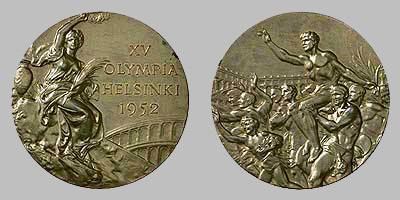 XV
OLYMPIA
HELSINKI
1952